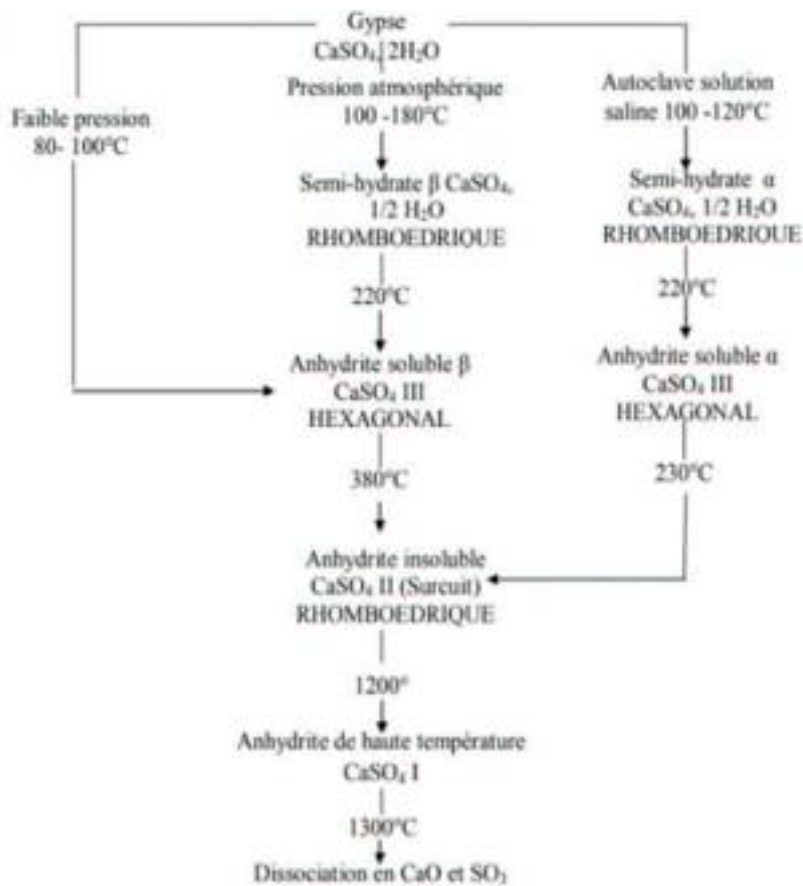 Gypse
CaSO₄, 2H₂O
Pression atmosphérique
100 -180°C
Autoclave solution
saline 100 -120°C
Faible pression
80- 100°C
Semi-hydrate β CaSO₄,
1/2 H₂O
RHOMBOEDRIQUE
Semi-hydrate α
CaSO₄, 1/2 H₂O
RHOMBOEDRIQUE
220°C
220°C
Anhydrite soluble β
CaSO₄ III
HEXAGONAL
Anhydrite soluble α
CaSO₄ III
HEXAGONAL
380°C
230°C
Anhydrite insoluble
CaSO₄ II (Surcuit)
RHOMBOEDRIQUE
1200°
Anhydrite de haute température
CaSO₄ I
1300°C
Dissociation en CaO et SO₃